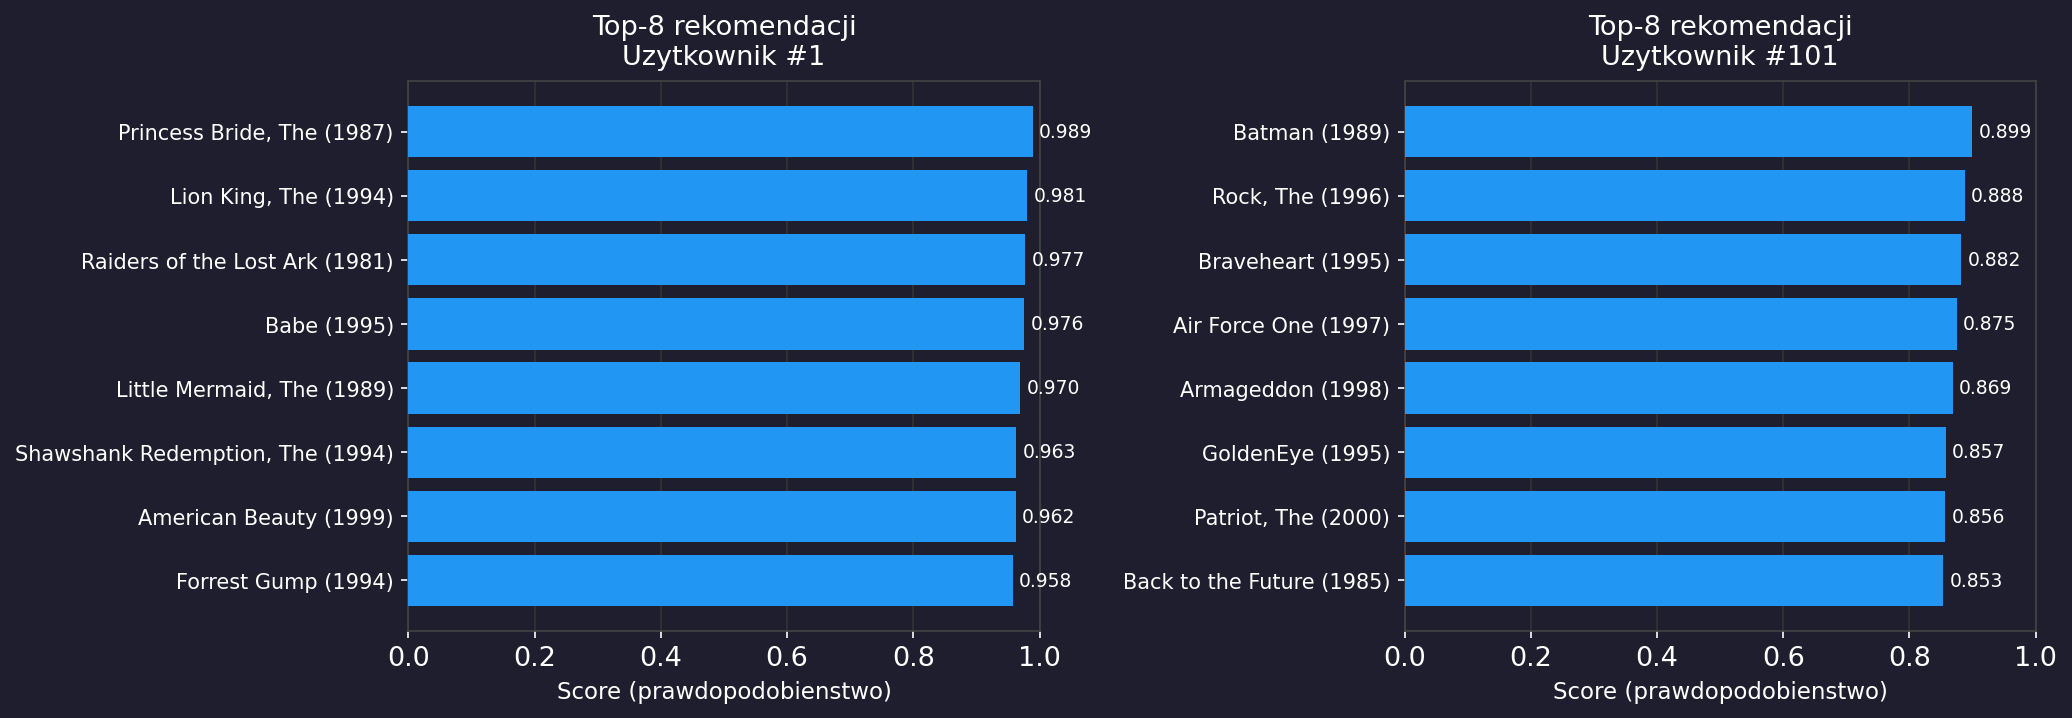 Top-8 rekomendacji
Uzytkownik #1
Princess Bride, The (1987)
0.989
Lion King, The (1994)
0.981
Raiders of the Lost Ark (1981)
0.977
Babe (1995)
0.976
Little Mermaid, The (1989)
0.970
Shawshank Redemption, The (1994)
0.963
American Beauty (1999)
0.962
Forrest Gump (1994)
0.958
0.0 0.2 0.4 0.6 0.8 1.0
Score (prawdopodobienstwo)
Top-8 rekomendacji
Uzytkownik #101
Batman (1989)
0.899
Rock, The (1996)
0.888
Braveheart (1995)
0.882
Air Force One (1997)
0.875
Armageddon (1998)
0.869
GoldenEye (1995)
0.857
Patriot, The (2000)
0.856
Back to the Future (1985)
0.853
0.0 0.2 0.4 0.6 0.8 1.0
Score (prawdopodobienstwo)